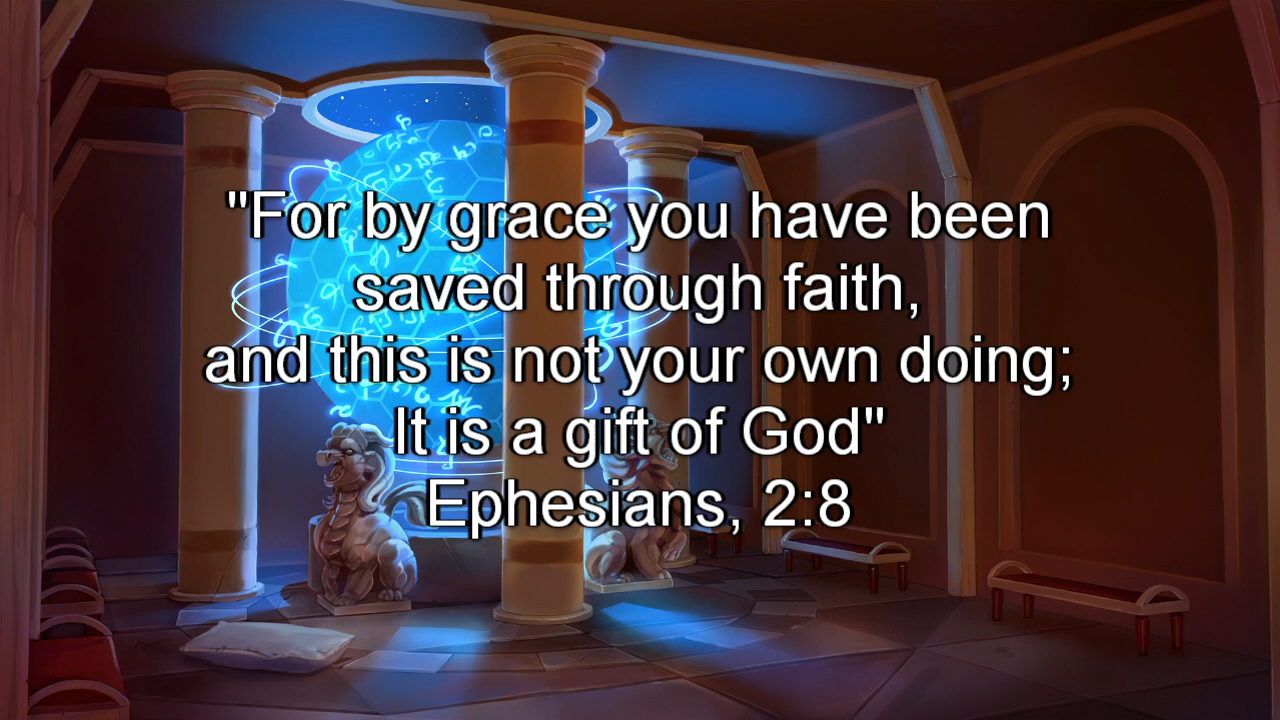 "For by grace you have been
saved through faith,
and this is not your own doing;
It is a gift of God"
Ephesians, 2:8